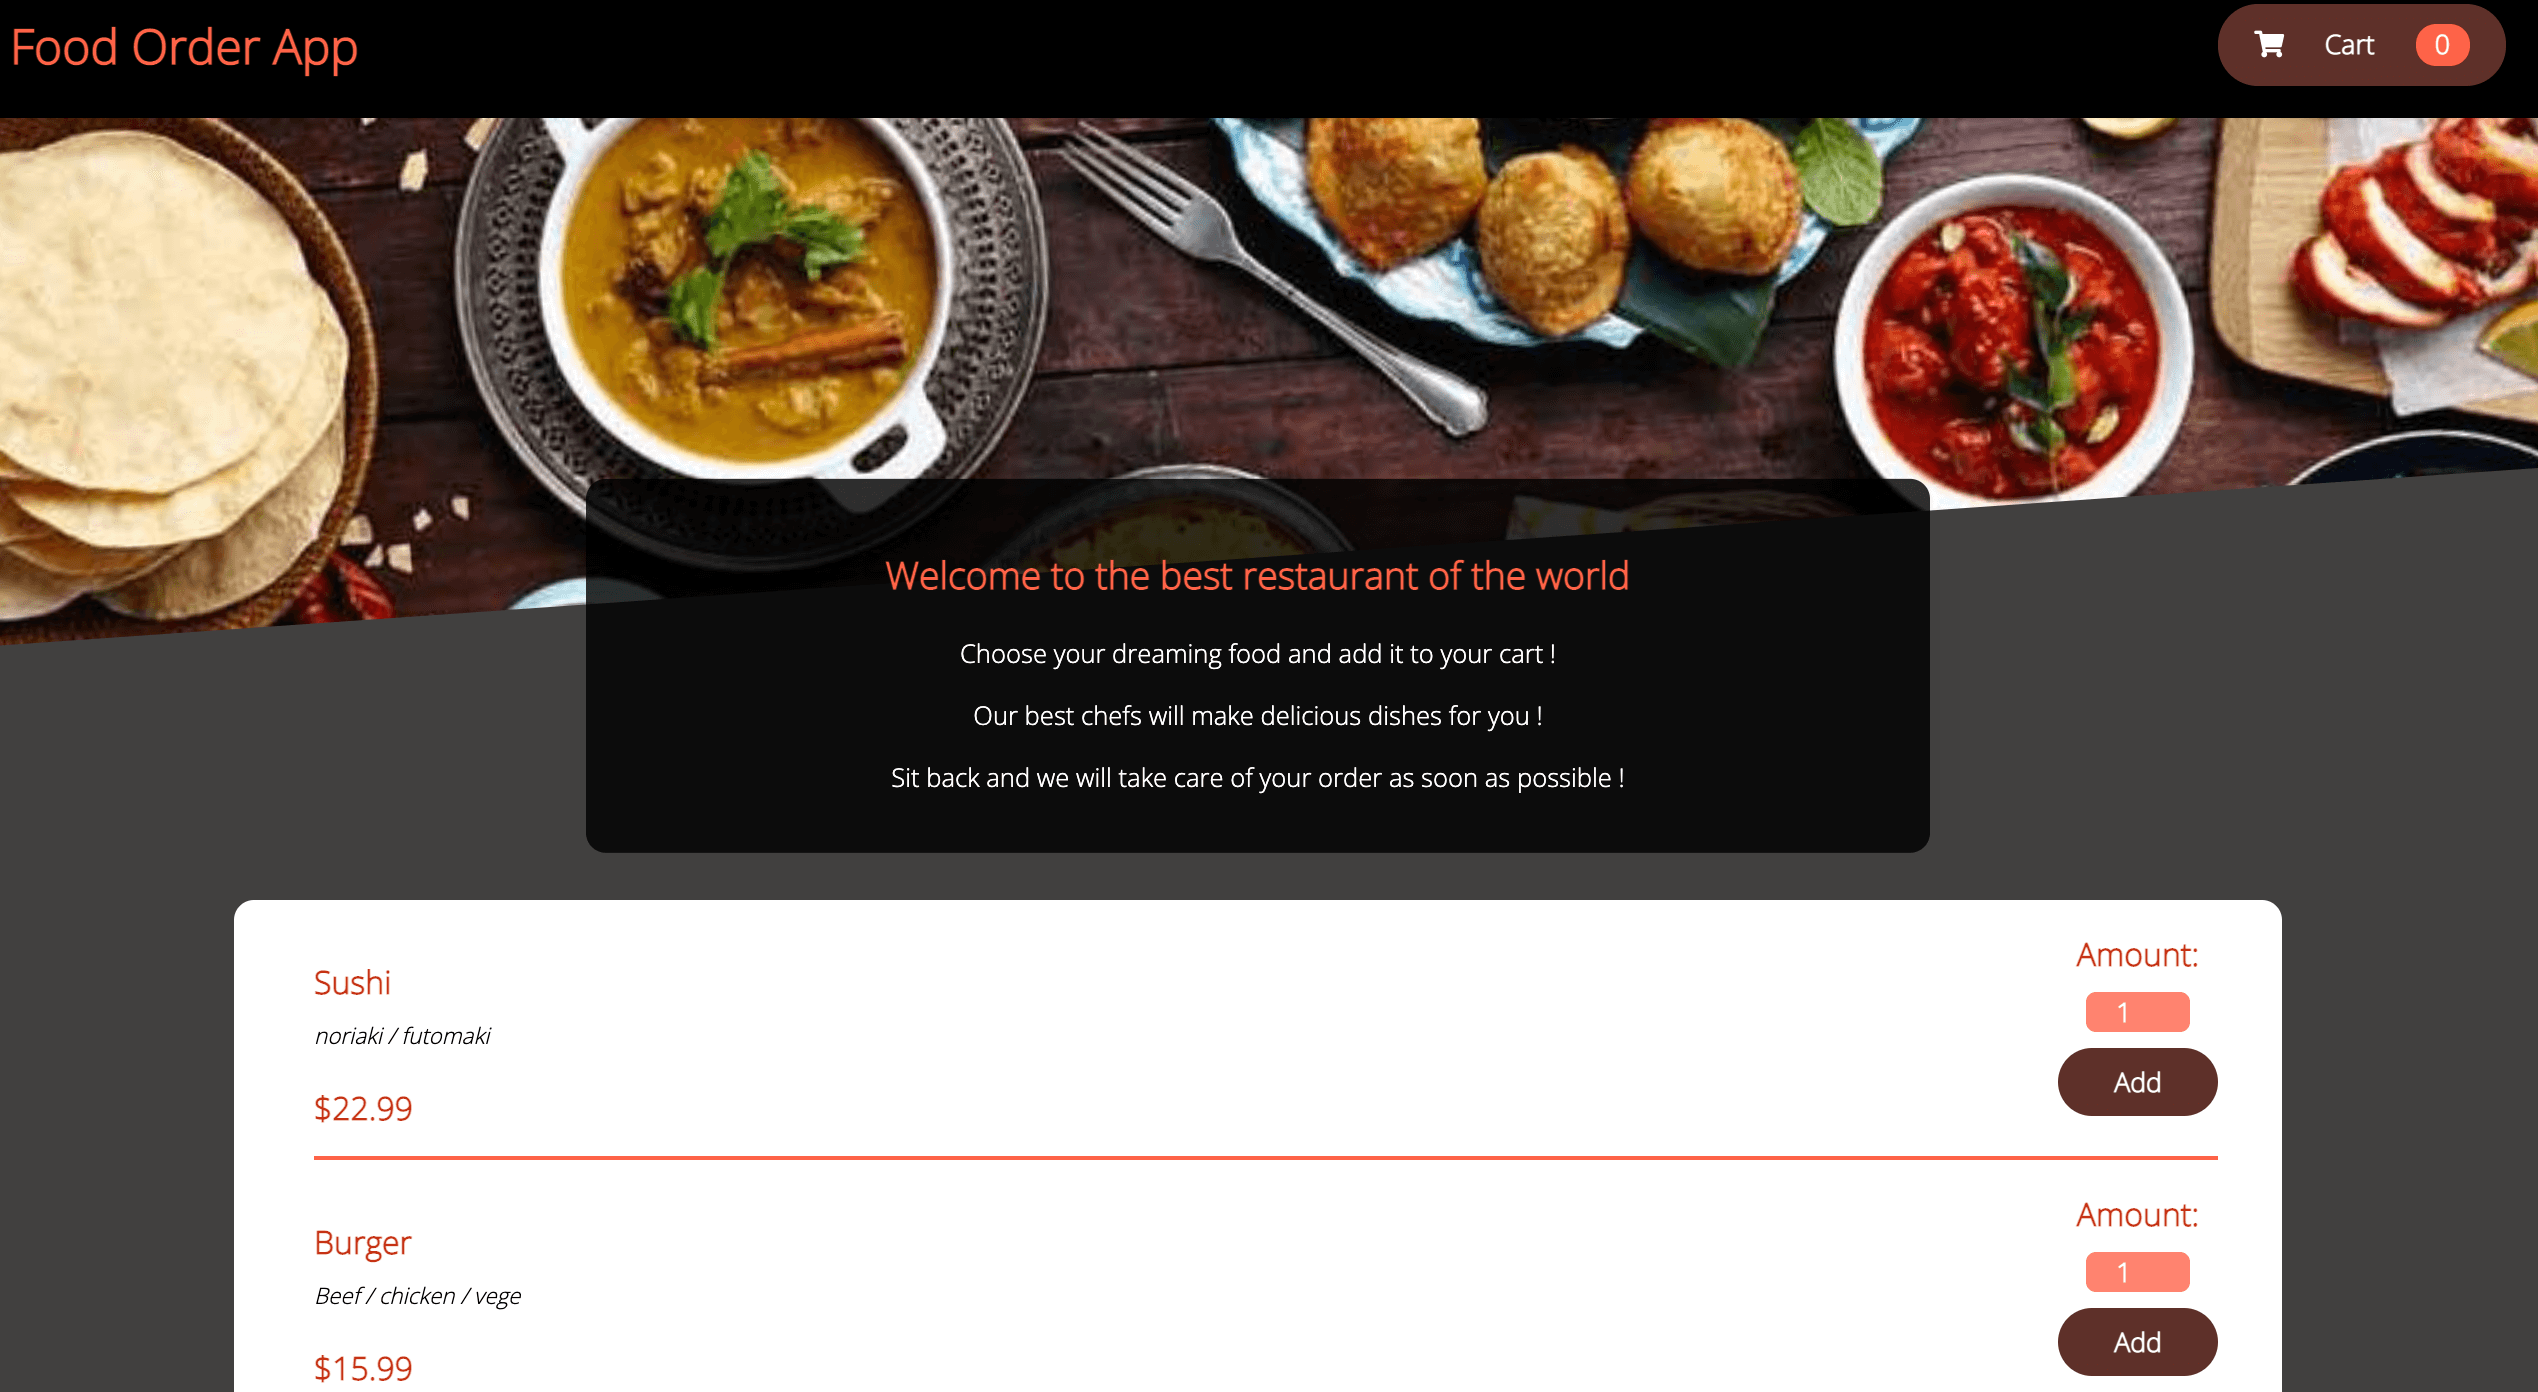 Food Order App
Cart 0
Welcome to the best restaurant of the world
Choose your dreaming food and add it to your cart !
Our best chefs will make delicious dishes for you !
Sit back and we will take care of your order as soon as possible !
Sushi
noriaki / futomaki
$22.99
Amount:
1
Add
Burger
Beef / chicken / vege
$15.99
Amount:
1
Add